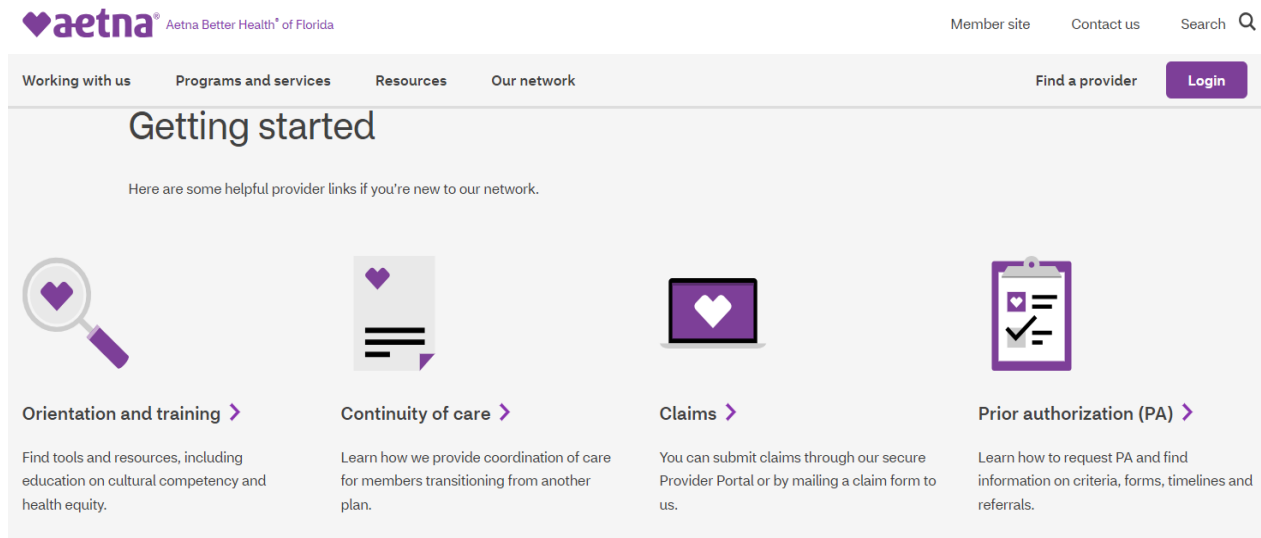 aetna® Aetna Better Health® of Florida
Member site Contact us Search
Working with us Programs and services Resources Our network Find a provider Login
Getting started
Here are some helpful provider links if you're new to our network.
Orientation and training
Find tools and resources, including
education on cultural competency and
health equity.
Continuity of care
Learn how we provide coordination of care
for members transitioning from another
plan.
Claims
You can submit claims through our secure
Provider Portal or by mailing a claim form to
us.
Prior authorization (PA)
Learn how to request PA and find
information on criteria, forms, timelines and
referrals.